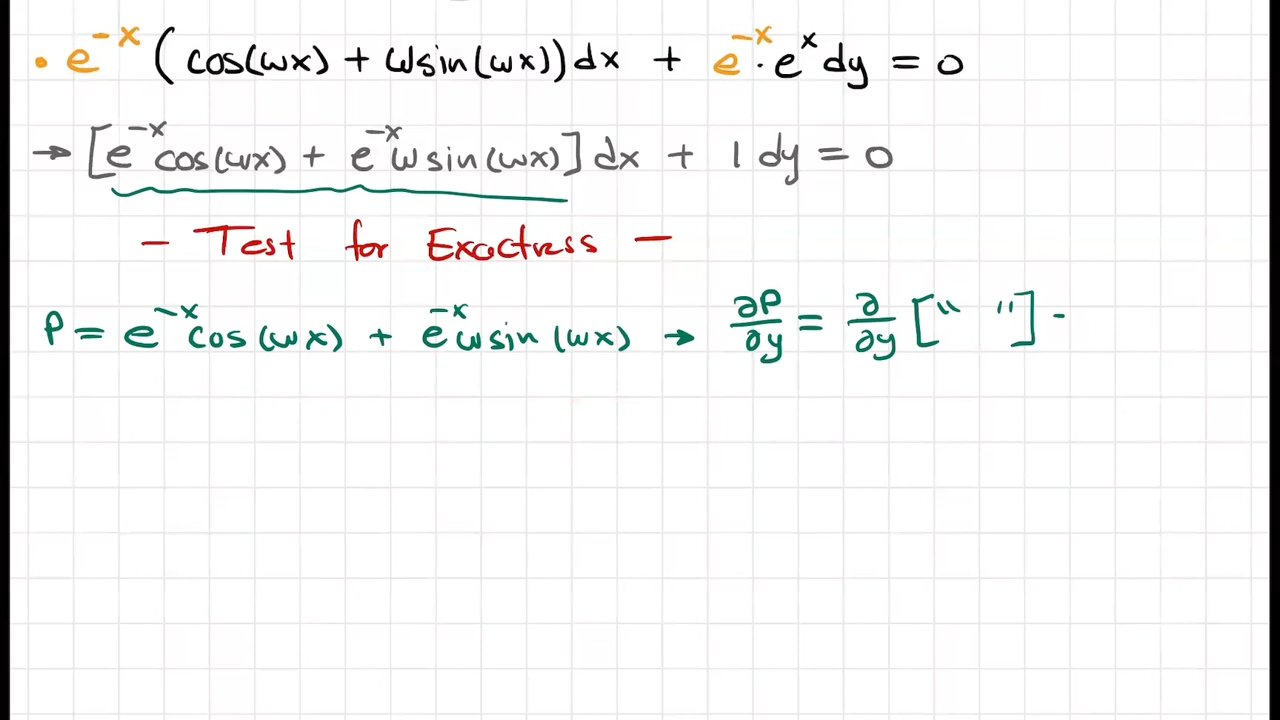 • e^{-x} (cos(ωx) + ωsin(ωx))dx + e^{-x} · e^x dy = 0
→ [e^{-x}cos(ωx) + e^{-x}ωsin(ωx)]dx + 1 dy = 0
- Test for Exactness -
P = e^{-x}cos(ωx) + e^{-x}ωsin(ωx) → ∂P/∂y = ∂/∂y [“ ”] -